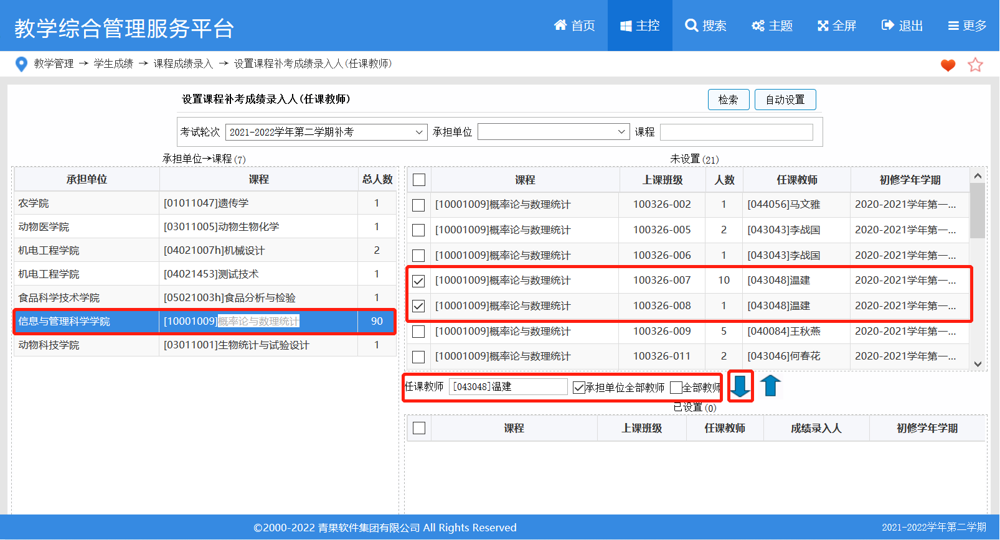 教学综合管理服务平台
首页 主控 搜索 主题 全屏 退出 更多
教学管理 → 学生成绩 → 课程成绩录入 → 设置课程补考成绩录入人(任课教师)
设置课程补考成绩录入人(任课教师) 检索 自动设置
考试轮次 2021-2022学年第二学期补考 承担单位 课程
承担单位→课程(7)
承担单位 课程 总人数
农学院 [01011047]遗传学 1
动物医学院 [03011005]动物生物化学 1
机电工程学院 [04021007h]机械设计 2
机电工程学院 [04021453]测试技术 1
食品科学技术学院 [05021003h]食品分析与检验 1
信息与管理科学学院 [10001009]概率论与数理统计 90
动物科技学院 [03011001]生物统计与试验设计 1
未设置(21)
课程 上课班级 人数 任课教师 初修学年学期
[10001009]概率论与数理统计 100326-002 1 [044056]马文雅 2020-2021学年第一...
[10001009]概率论与数理统计 100326-005 2 [043043]李战国 2020-2021学年第一...
[10001009]概率论与数理统计 100326-006 1 [043043]李战国 2020-2021学年第一...
[10001009]概率论与数理统计 100326-007 10 [043048]温建 2020-2021学年第一...
[10001009]概率论与数理统计 100326-008 1 [043048]温建 2020-2021学年第一...
[10001009]概率论与数理统计 100326-009 5 [040084]王秋燕 2020-2021学年第一...
[10001009]概率论与数理统计 100326-011 2 [043046]何春花 2020-2021学年第一...
任课教师 [043048]温建 承担单位全部教师 全部教师
已设置(0)
课程 上课班级 任课教师 成绩录入人 初修学年学期
©2000-2022 青果软件集团有限公司 All Rights Reserved
2021-2022学年第二学期